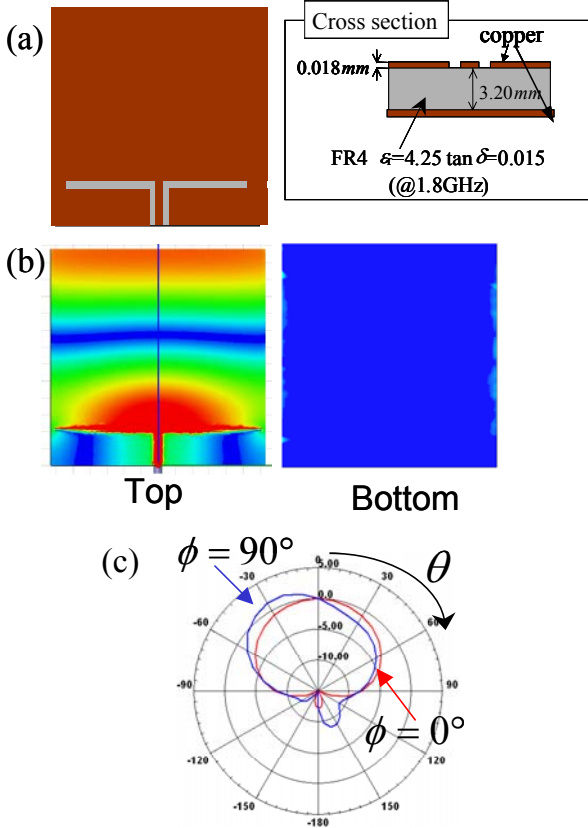 (a)
Cross section
copper
0.018mm
3.20mm
FR4 εr=4.25 tan δ=0.015
(@1.8GHz)
(b)
Top
Bottom
(c)
ϕ = 90°
θ
0
5.00
-30
30
0.0
-60
60
-5.00
-10.00
-90
90
ϕ = 0°
-120
120
-150
150
-180